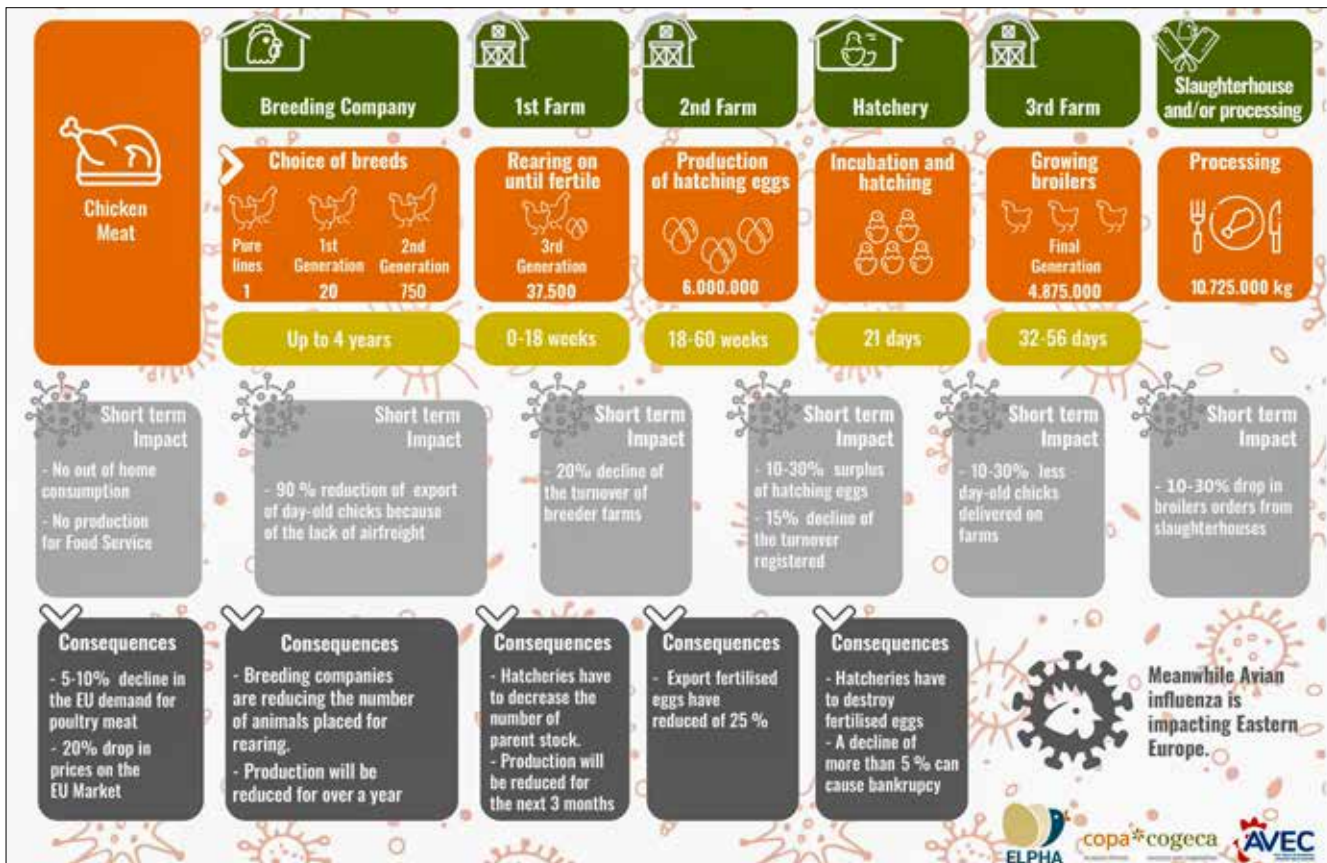 Breeding Company
1st Farm
2nd Farm
Hatchery
3rd Farm
Slaughterhouse
and/or processing
Chicken
Meat
Choice of breeds
Pure
lines
1
1st
Generation
20
2nd
Generation
750
Rearing on
until fertile
3rd
Generation
37.500
Production
of hatching eggs
6.000.000
Incubation and
hatching
Growing
broilers
Final
Generation
4.875.000
Processing
10.725.000 kg
Up to 4 years
0-18 weeks
18-60 weeks
21 days
32-56 days
Short term
Impact
- No out of home
consumption
- No production
for Food Service
Short term
Impact
- 90 % reduction of export
of day-old chicks because
of the lack of airfreight
Short term
Impact
- 20% decline of
the turnover of
breeder farms
Short term
Impact
- 10-30% surplus
of hatching eggs
- 15% decline of
the turnover
registered
Short term
Impact
- 10-30% less
day-old chicks
delivered on
farms
Short term
Impact
- 10-30% drop in
broilers orders from
slaughterhouses
Consequences
- 5-10% decline in
the EU demand for
poultry meat
- 20% drop in
prices on the
EU Market
Consequences
- Breeding companies
are reducing the number
of animals placed for
rearing.
- Production will be
reduced for over a year
Consequences
- Hatcheries have
to decrease the
number of
parent stock.
- Production will
be reduced for
the next 3 months
Consequences
- Export fertilised
eggs have
reduced of 25 %
Consequences
- Hatcheries have
to destroy
fertilised eggs
- A decline of
more than 5 % can
cause bankrupcy
Meanwhile Avian
influenza is
impacting Eastern
Europe.
ELPHA
copa*cogeca
AVEC